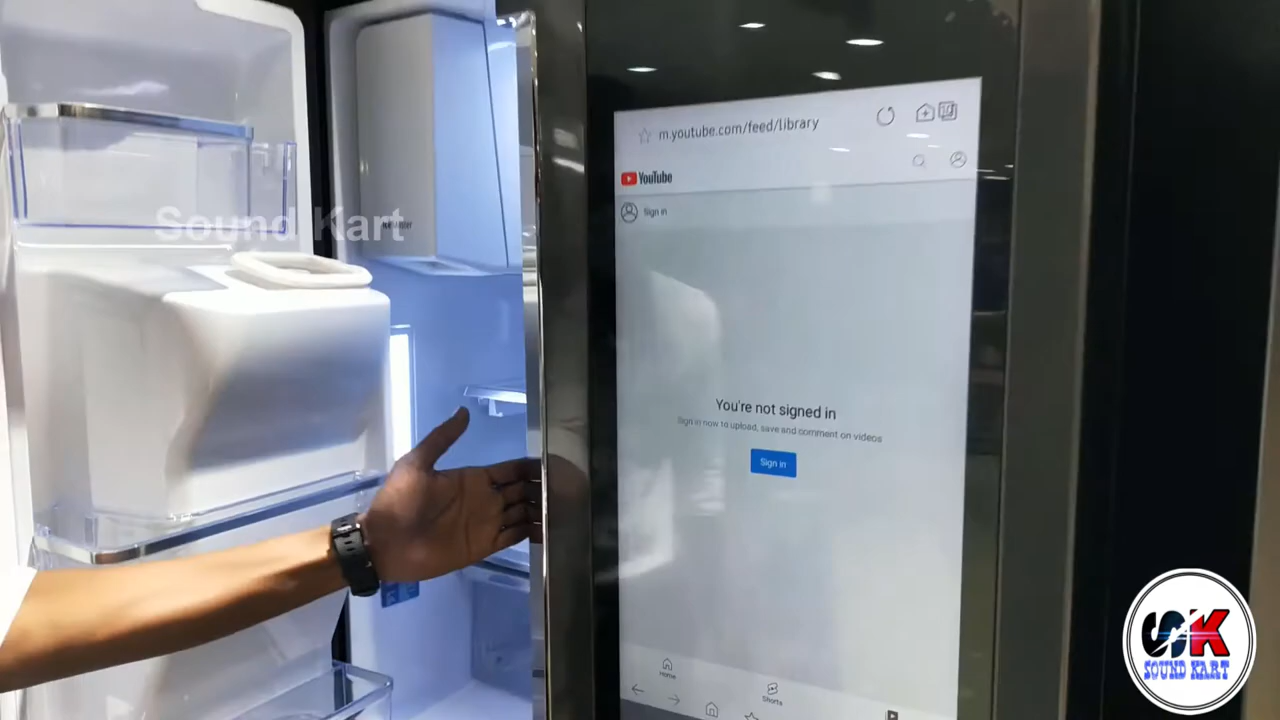 m.youtube.com/feed/library
YouTube
Sign in
Sound Kart
You're not signed in
Sign in now to upload, save and comment on videos
Sign in
Home
Shorts
SK
SOUND KART